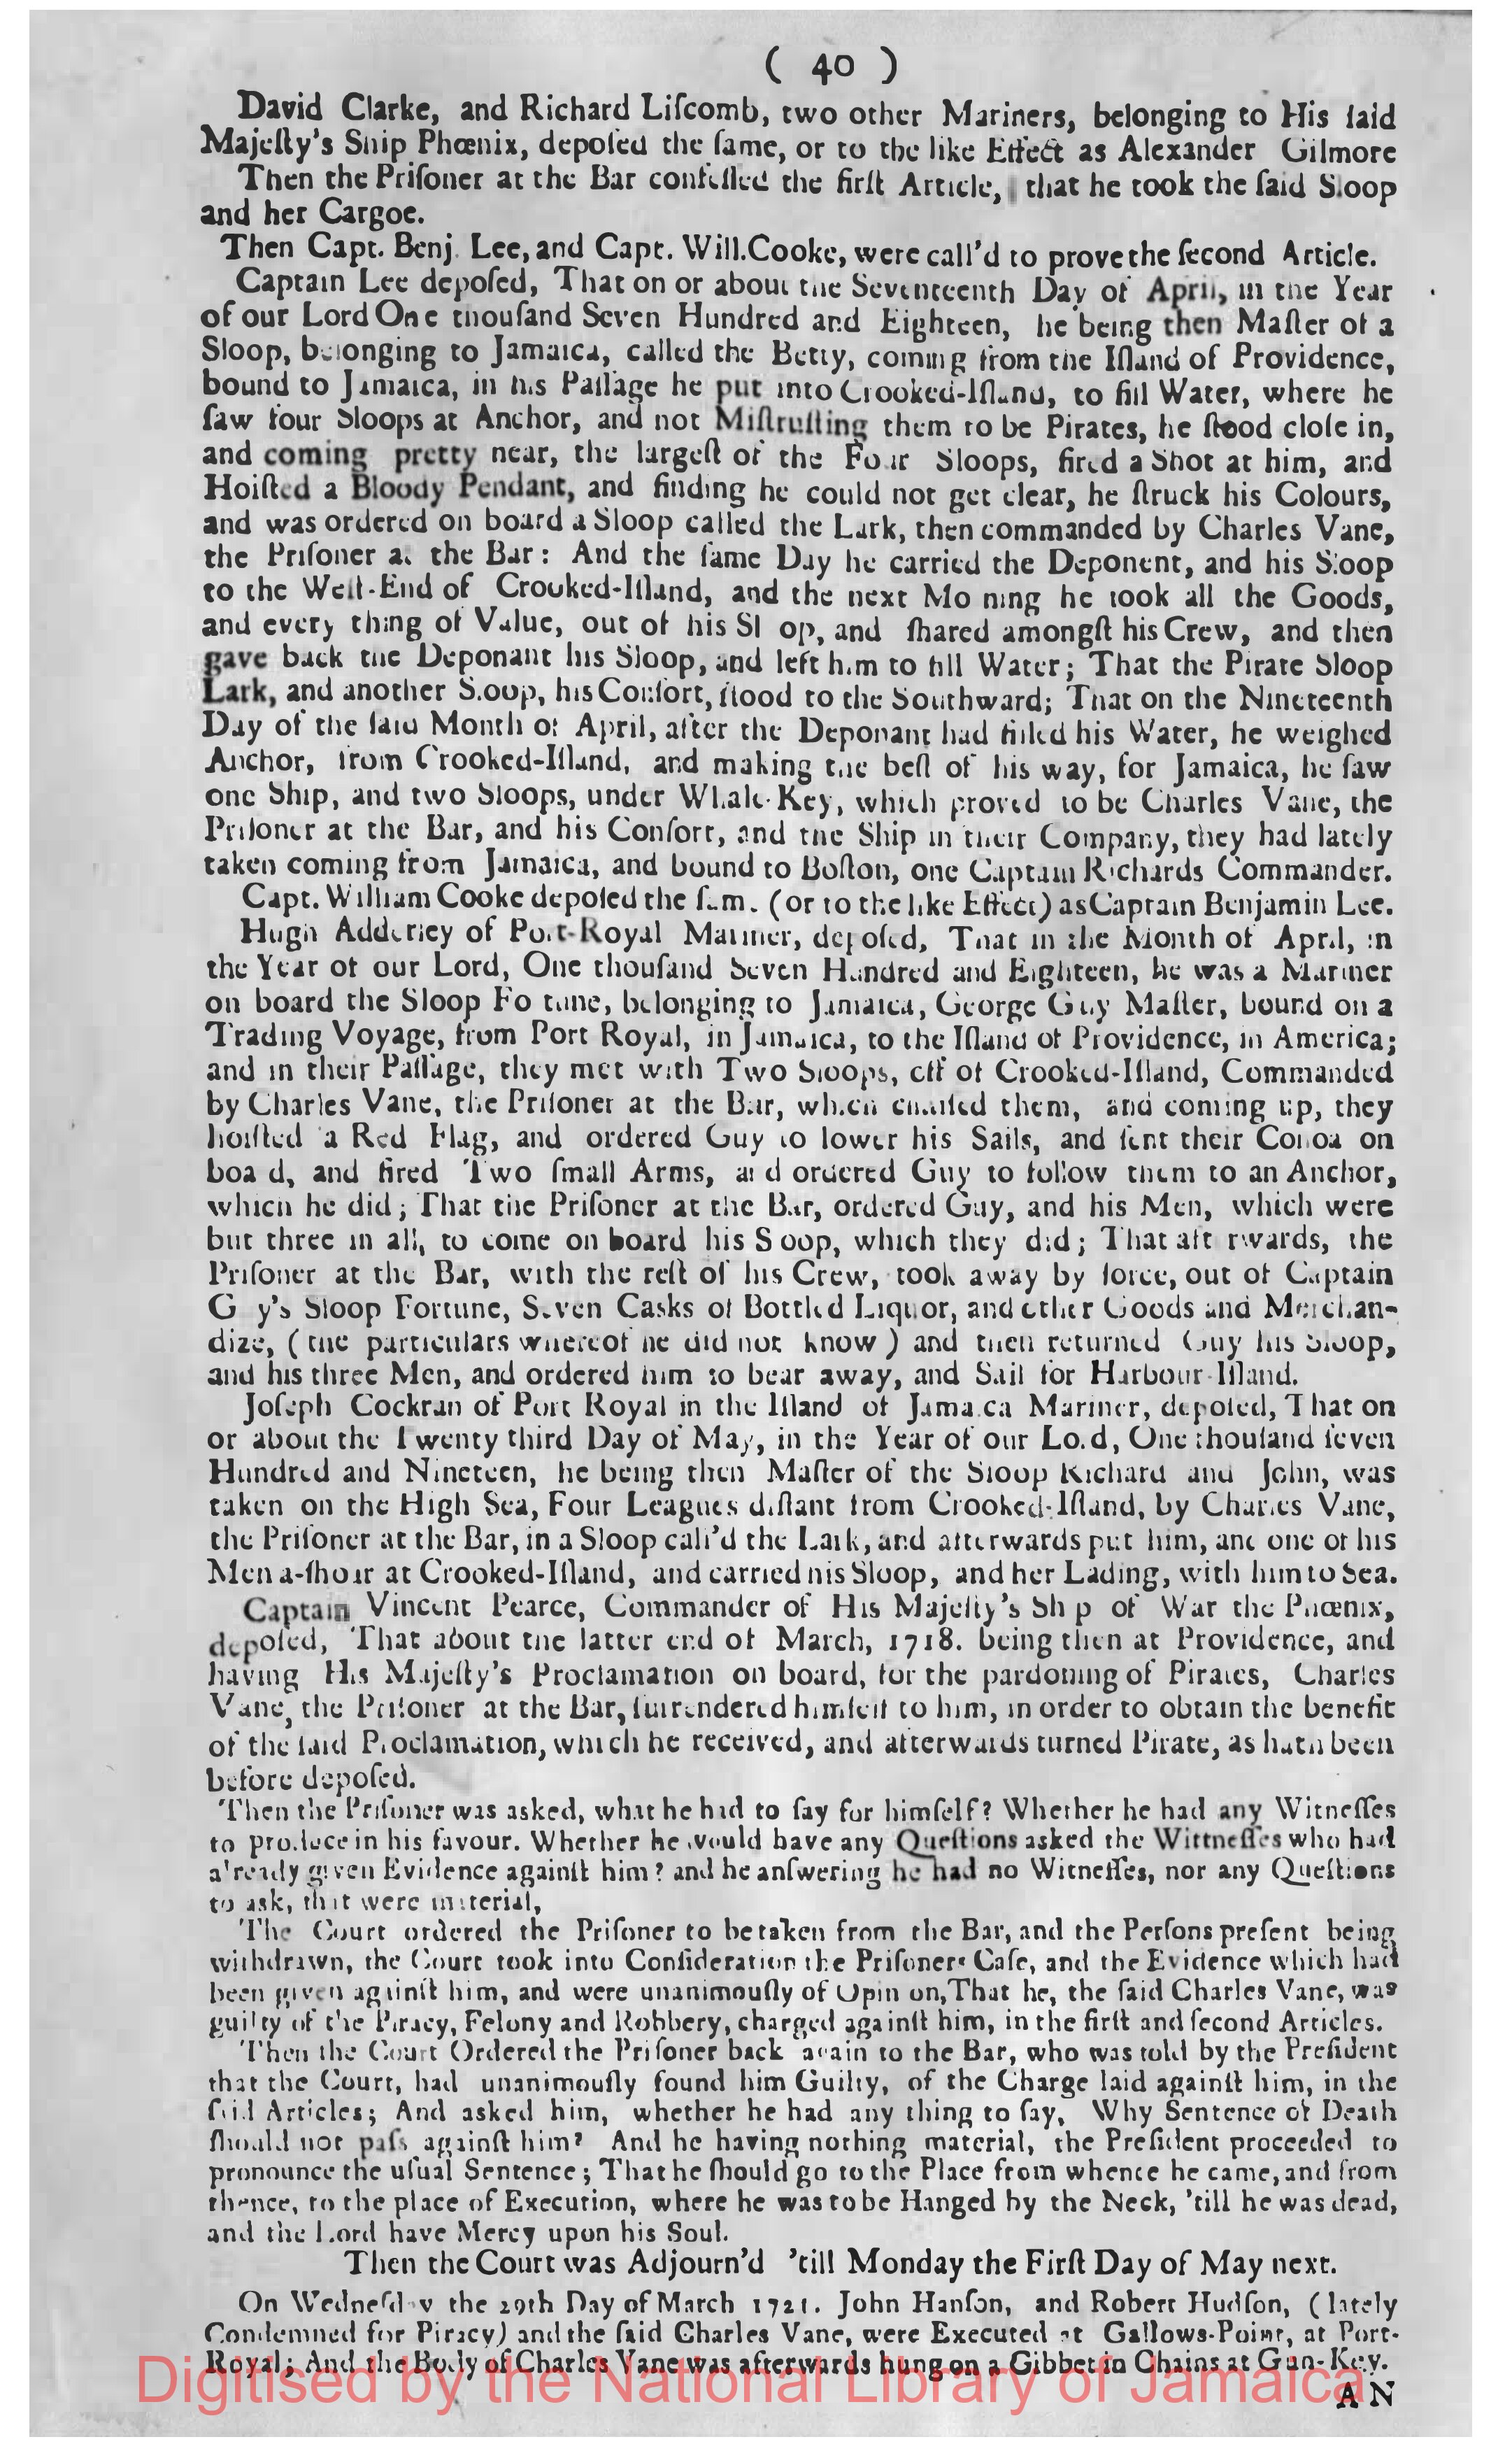 ( 40 )
David Clarke, and Richard Liſcomb, two other Mariners, belonging to His ſaid
Majeſty's Ship Phœnix, depoſed the ſame, or to the like Effect as Alexander Gilmore
Then the Priſoner at the Bar confeſſed the firſt Article, that he took the ſaid Sloop
and her Cargoe.
Then Capt. Benj. Lee, and Capt. Will. Cooke, were call'd to prove the ſecond Article.
Captain Lee depoſed, That on or about the Seventeenth Day of April, in the Year
of our Lord One thouſand Seven Hundred and Eighteen, he being then Maſter of a
Sloop, belonging to Jamaica, called the Betty, coming from the Iſland of Providence,
bound to Jamaica, in his Paſſage he put into Crooked-Iſland, to fill Water, where he
ſaw four Sloops at Anchor, and not Miſtruſting them to be Pirates, he ſtood cloſe in,
and coming pretty near, the largeſt of the Four Sloops, fired a Shot at him, and
Hoiſted a Bloody Pendant, and finding he could not get clear, he ſtruck his Colours,
and was ordered on board a Sloop called the Lark, then commanded by Charles Vane,
the Priſoner at the Bar: And the ſame Day he carried the Deponent, and his Sloop
to the Weſt-End of Crooked-Iſland, and the next Mo ning he took all the Goods,
and every thing of Value, out of his Sl op, and ſhared amongſt his Crew, and then
gave back the Deponant his Sloop, and left him to fill Water; That the Pirate Sloop
Lark, and another Sloop, his Conſort, ſtood to the Southward; That on the Nineteenth
Day of the ſaid Month of April, after the Deponant had filled his Water, he weighed
Anchor, from Crooked-Iſland, and making the beſt of his way, for Jamaica, he ſaw
one Ship, and two Sloops, under Whale-Key, which proved to be Charles Vane, the
Priſoner at the Bar, and his Conſort, and the Ship in their Company, they had lately
taken coming from Jamaica, and bound to Boſton, one Captain Richards Commander.
Capt. William Cooke depoſed the ſame (or to the like Effect) as Captain Benjamin Lee.
Hugh Adderley of Port-Royal Mariner, depoſed, That in the Month of April, in
the Year of our Lord, One thouſand Seven Hundred and Eighteen, he was a Mariner
on board the Sloop Fo tune, belonging to Jamaica, George Guy Maſter, bound on a
Trading Voyage, from Port Royal, in Jamaica, to the Iſland of Providence, in America;
and in their Paſſage, they met with Two Sloops, off of Crooked-Iſland, Commanded
by Charles Vane, the Priſoner at the Bar, which chaſed them, and coming up, they
hoiſted a Red Flag, and ordered Guy to lower his Sails, and ſent their Conoa on
boa d, and fired Two ſmall Arms, and ordered Guy to follow them to an Anchor,
which he did; That the Priſoner at the Bar, ordered Guy, and his Men, which were
but three in all, to come on board his S oop, which they did; That aft rwards, the
Priſoner at the Bar, with the reſt of his Crew, took away by force, out of Captain
G y's Sloop Fortune, Seven Casks of Bottled Liquor, and other Goods and Merchan-
dize, (the particulars whereof he did not know) and then returned Guy his Sloop,
and his three Men, and ordered him to bear away, and Sail for Harbour-Iſland.
Joſeph Cockran of Port Royal in the Iſland of Jamaica Mariner, depoſed, That on
or about the Twenty third Day of May, in the Year of our Lord, One thouſand ſeven
Hundred and Nineteen, he being then Maſter of the Sloop Richard and John, was
taken on the High Sea, Four Leagues diſtant from Crooked-Iſland, by Charles Vane,
the Priſoner at the Bar, in a Sloop call'd the Lark, and afterwards put him, and one of his
Men a-ſhoar at Crooked-Iſland, and carried his Sloop, and her Lading, with him to Sea.
Captain Vincent Pearce, Commander of His Majeſty's Sh p of War the Phœnix,
depoſed, That about the latter end of March, 1718. being then at Providence, and
having His Majeſty's Proclamation on board, for the pardoning of Pirates, Charles
Vane, the Priſoner at the Bar, ſurrendered himſelf to him, in order to obtain the benefit
of the ſaid Proclamation, which he received, and afterwards turned Pirate, as hath been
before depoſed.
Then the Priſoner was asked, what he had to ſay for himſelf? Whether he had any Witneſſes
to produce in his favour. Whether he would have any Queſtions asked the Wittneſſes who had
already given Evidence againſt him? and he anſwering he had no Witneſſes, nor any Queſtions
to ask, that were material,
The Court ordered the Priſoner to be taken from the Bar, and the Perſons preſent being
withdrawn, the Court took into Conſideration the Priſoners Caſe, and the Evidence which had
been given againſt him, and were unanimouſly of Opin on, That he, the ſaid Charles Vane, was
guilty of the Piracy, Felony and Robbery, charged againſt him, in the firſt and ſecond Articles.
Then the Court Ordered the Priſoner back again to the Bar, who was told by the Preſident
that the Court, had unanimouſly found him Guilty, of the Charge laid againſt him, in the
ſaid Articles; And asked him, whether he had any thing to ſay, Why Sentence of Death
ſhould not paſs againſt him? And he having nothing material, the Preſident proceeded to
pronounce the uſual Sentence; That he ſhould go to the Place from whence he came, and from
thence, to the place of Execution, where he was to be Hanged by the Neck, 'till he was dead,
and the Lord have Mercy upon his Soul.
Then the Court was Adjourn'd 'till Monday the Firſt Day of May next.
On Wedneſday the 29th Day of March 1721. John Hanſon, and Robert Hudſon, (lately
Condemned for Piracy) and the ſaid Charles Vane, were Executed at Gallows-Point, at Port-
Royal; And the Body of Charles Vane was afterwards hung on a Gibbet in Chains at Gun-Key.
A N
Digitised by the National Library of Jamaica